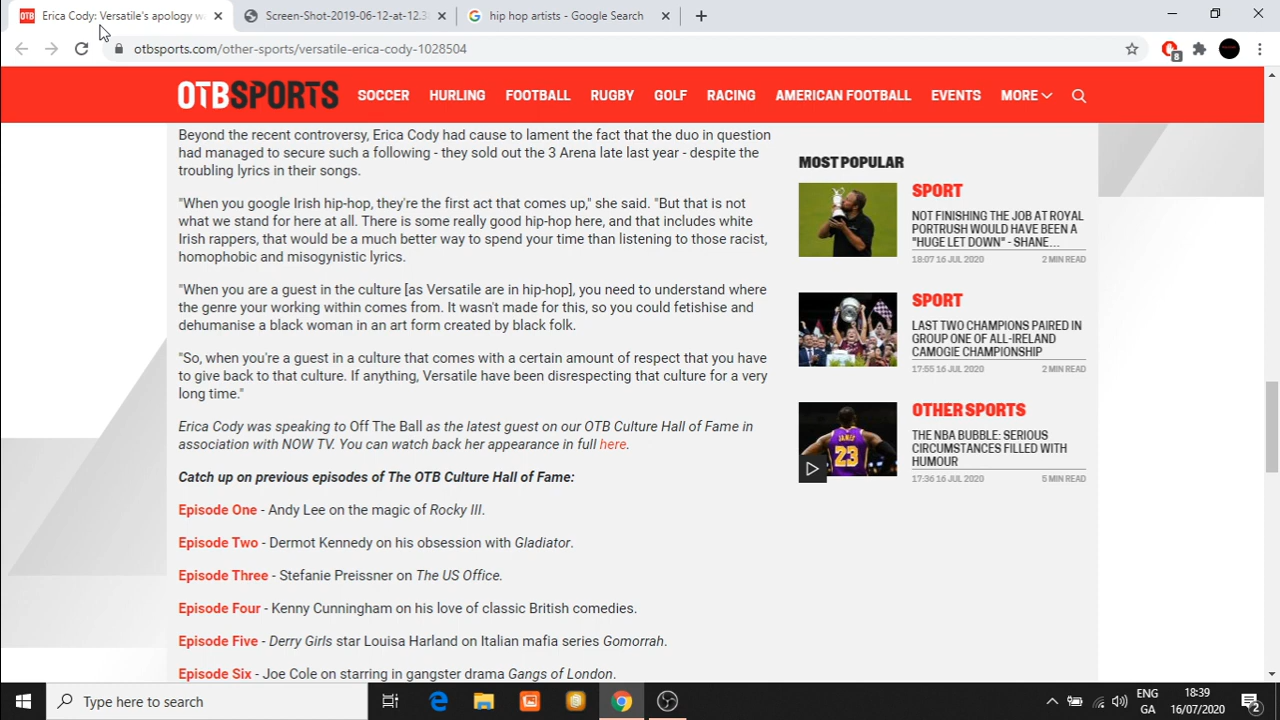 Erica Cody: Versatile's apology w
Screen-Shot-2019-06-12-at-12.3
hip hop artists - Google Search
otbsports.com/other-sports/versatile-erica-cody-1028504
8
OTBSPORTS
SOCCER
HURLING
FOOTBALL
RUGBY
GOLF
RACING
AMERICAN FOOTBALL
EVENTS
MORE
Beyond the recent controversy, Erica Cody had cause to lament the fact that the duo in question
had managed to secure such a following - they sold out the 3 Arena late last year - despite the
troubling lyrics in their songs.
"When you google Irish hip-hop, they're the first act that comes up," she said. "But that is not
what we stand for here at all. There is some really good hip-hop here, and that includes white
Irish rappers, that would be a much better way to spend your time than listening to those racist,
homophobic and misogynistic lyrics.
"When you are a guest in the culture [as Versatile are in hip-hop], you need to understand where
the genre your working within comes from. It wasn't made for this, so you could fetishise and
dehumanise a black woman in an art form created by black folk.
"So, when you're a guest in a culture that comes with a certain amount of respect that you have
to give back to that culture. If anything, Versatile have been disrespecting that culture for a very
long time."
Erica Cody was speaking to Off The Ball as the latest guest on our OTB Culture Hall of Fame in
association with NOW TV. You can watch back her appearance in full here.
Catch up on previous episodes of The OTB Culture Hall of Fame:
Episode One - Andy Lee on the magic of Rocky III.
Episode Two - Dermot Kennedy on his obsession with Gladiator.
Episode Three - Stefanie Preissner on The US Office.
Episode Four - Kenny Cunningham on his love of classic British comedies.
Episode Five - Derry Girls star Louisa Harland on Italian mafia series Gomorrah.
Episode Six - Joe Cole on starring in gangster drama Gangs of London.
MOST POPULAR
SPORT
NOT FINISHING THE JOB AT ROYAL
PORTRUSH WOULD HAVE BEEN A
"HUGE LET DOWN" - SHANE...
18:07 16 JUL 2020
2 MIN READ
SPORT
LAST TWO CHAMPIONS PAIRED IN
GROUP ONE OF ALL-IRELAND
CAMOGIE CHAMPIONSHIP
17:55 16 JUL 2020
2 MIN READ
JAMES
23
OTHER SPORTS
THE NBA BUBBLE: SERIOUS
CIRCUMSTANCES FILLED WITH
HUMOUR
17:36 16 JUL 2020
5 MIN READ
Type here to search
ENG
GA
18:39
16/07/2020
2